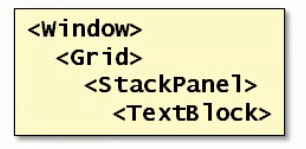 <Window>
<Grid>
<StackPanel>
<TextBlock>